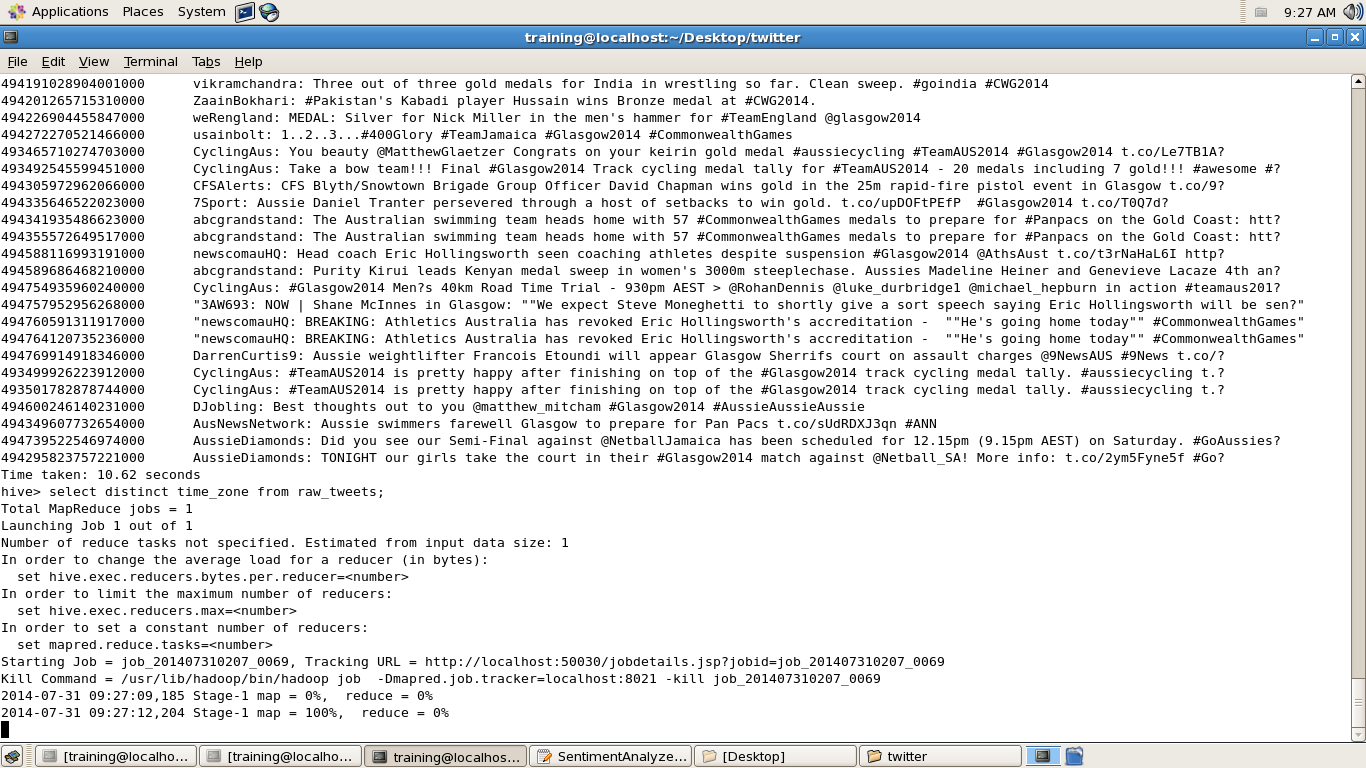 Applications Places System 9:27 AM
training@localhost:~/Desktop/twitter
File Edit View Terminal Tabs Help
494191028904001000 vikramchandra: Three out of three gold medals for India in wrestling so far. Clean sweep. #goindia #CWG2014
494201265715310000 ZaainBokhari: #Pakistan's Kabadi player Hussain wins Bronze medal at #CWG2014.
494226904455847000 weRengland: MEDAL: Silver for Nick Miller in the men's hammer for #TeamEngland @glasgow2014
494272270521466000 usainbolt: 1..2..3...#400Glory #TeamJamaica #Glasgow2014 #CommonwealthGames
493465710274703000 CyclingAus: You beauty @MatthewGlaetzer Congrats on your keirin gold medal #aussiecycling #TeamAUS2014 #Glasgow2014 t.co/Le7TB1A?
493492545599451000 CyclingAus: Take a bow team!!! Final #Glasgow2014 Track cycling medal tally for #TeamAUS2014 - 20 medals including 7 gold!!! #awesome #?
494305972962066000 CFSAlerts: CFS Blyth/Snowtown Brigade Group Officer David Chapman wins gold in the 25m rapid-fire pistol event in Glasgow t.co/9?
494335646522023000 7Sport: Aussie Daniel Tranter persevered through a host of setbacks to win gold. t.co/upDOFtPEfP #Glasgow2014 t.co/T0Q7d?
494341935486623000 abcgrandstand: The Australian swimming team heads home with 57 #CommonwealthGames medals to prepare for #Panpacs on the Gold Coast: htt?
494355572649517000 abcgrandstand: The Australian swimming team heads home with 57 #CommonwealthGames medals to prepare for #Panpacs on the Gold Coast: htt?
494588116993191000 newscomauHQ: Head coach Eric Hollingsworth seen coaching athletes despite suspension #Glasgow2014 @AthsAust t.co/t3rNaHaL6I http?
494589686468210000 abcgrandstand: Purity Kirui leads Kenyan medal sweep in women's 3000m steeplechase. Aussies Madeline Heiner and Genevieve Lacaze 4th an?
494754935960240000 CyclingAus: #Glasgow2014 Men?s 40km Road Time Trial - 930pm AEST > @RohanDennis @luke_durbridge1 @michael_hepburn in action #teamaus201?
494757952956268000 "3AW693: NOW | Shane McInnes in Glasgow: ""We expect Steve Moneghetti to shortly give a sort speech saying Eric Hollingsworth will be sen?"
494760591311917000 "newscomauHQ: BREAKING: Athletics Australia has revoked Eric Hollingsworth's accreditation - ""He's going home today"" #CommonwealthGames"
494764120735236000 "newscomauHQ: BREAKING: Athletics Australia has revoked Eric Hollingsworth's accreditation - ""He's going home today"" #CommonwealthGames"
494769914918346000 DarrenCurtis9: Aussie weightlifter Francois Etoundi will appear Glasgow Sherrifs court on assault charges @9NewsAUS #9News t.co/?
493499926223912000 CyclingAus: #TeamAUS2014 is pretty happy after finishing on top of the #Glasgow2014 track cycling medal tally. #aussiecycling t.?
493501782878744000 CyclingAus: #TeamAUS2014 is pretty happy after finishing on top of the #Glasgow2014 track cycling medal tally. #aussiecycling t.?
494600246140231000 DJobling: Best thoughts out to you @matthew_mitcham #Glasgow2014 #AussieAussieAussie
494349607732654000 AusNewsNetwork: Aussie swimmers farewell Glasgow to prepare for Pan Pacs t.co/sUdRDXJ3qn #ANN
494739522546974000 AussieDiamonds: Did you see our Semi-Final against @NetballJamaica has been scheduled for 12.15pm (9.15pm AEST) on Saturday. #GoAussies?
494295823757221000 AussieDiamonds: TONIGHT our girls take the court in their #Glasgow2014 match against @Netball_SA! More info: t.co/2ym5Fyne5f #Go?
Time taken: 10.62 seconds
hive> select distinct time_zone from raw_tweets;
Total MapReduce jobs = 1
Launching Job 1 out of 1
Number of reduce tasks not specified. Estimated from input data size: 1
In order to change the average load for a reducer (in bytes):
set hive.exec.reducers.bytes.per.reducer=<number>
In order to limit the maximum number of reducers:
set hive.exec.reducers.max=<number>
In order to set a constant number of reducers:
set mapred.reduce.tasks=<number>
Starting Job = job_201407310207_0069, Tracking URL = http://localhost:50030/jobdetails.jsp?jobid=job_201407310207_0069
Kill Command = /usr/lib/hadoop/bin/hadoop job -Dmapred.job.tracker=localhost:8021 -kill job_201407310207_0069
2014-07-31 09:27:09,185 Stage-1 map = 0%, reduce = 0%
2014-07-31 09:27:12,204 Stage-1 map = 100%, reduce = 0%
[training@localho... [training@localho... training@localhos... SentimentAnalyze... [Desktop] twitter